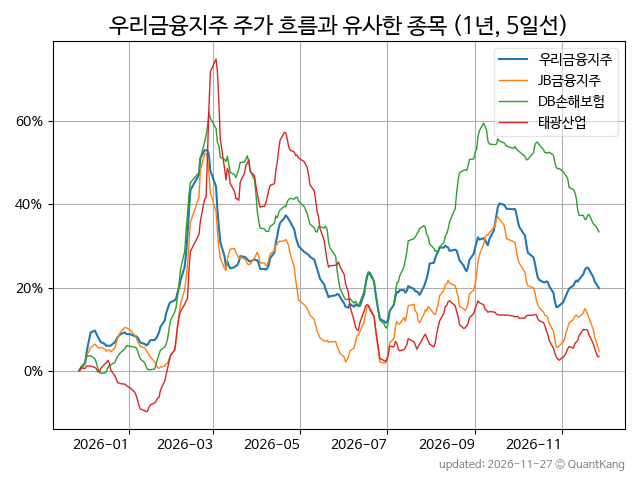 우리금융지주 주가 흐름과 유사한 종목 (1년, 5일선)
우리금융지주
JB금융지주
DB손해보험
태광산업
60%
40%
20%
0%
2026-01 2026-03 2026-05 2026-07 2026-09 2026-11
updated: 2026-11-27 © QuantKang